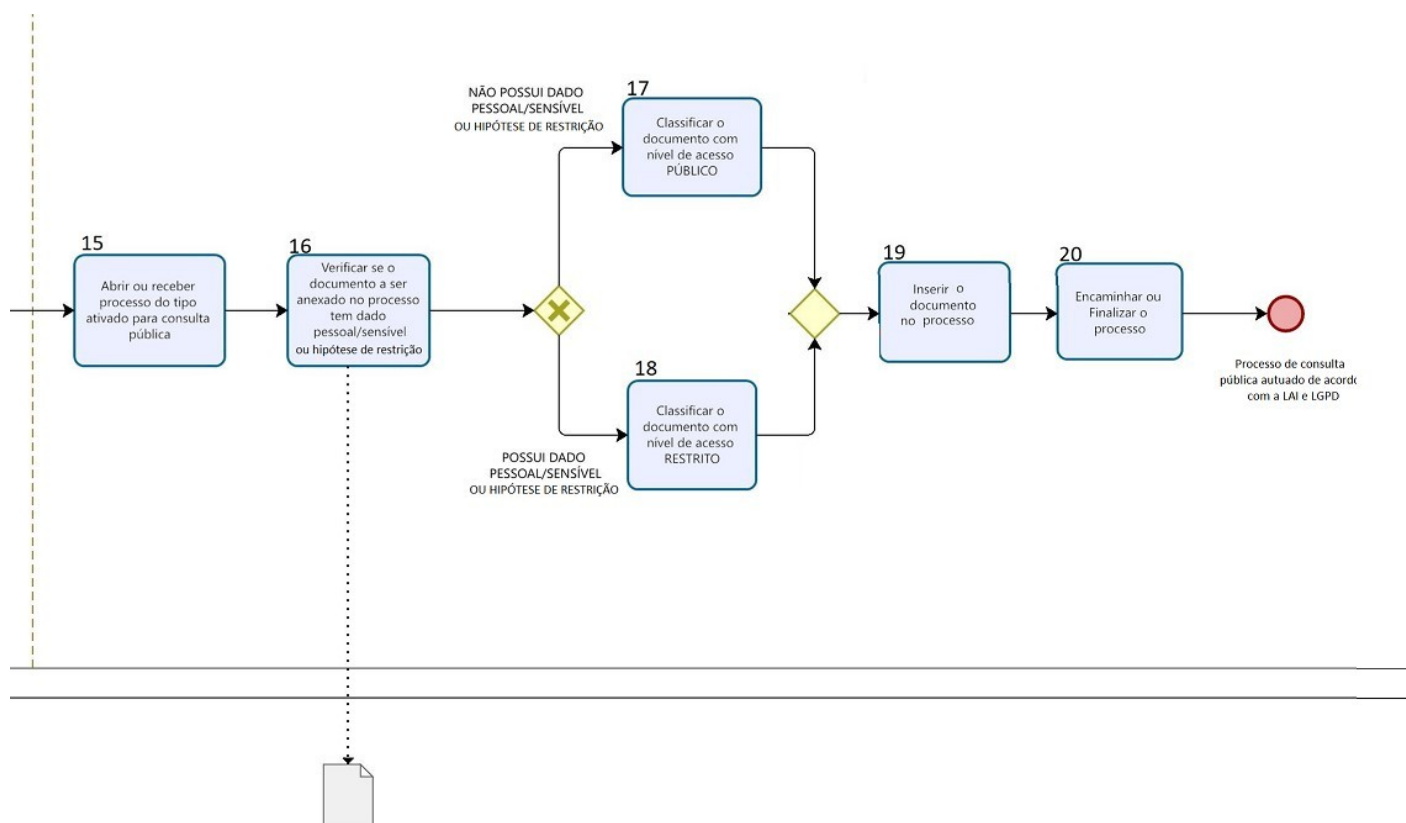 15
Abrir ou receber
processo do tipo
ativado para consulta
pública
16
Verificar se o
documento a ser
anexado no processo
tem dado
pessoal/sensível
ou hipótese de restrição
NÃO POSSUI DADO
PESSOAL/SENSÍVEL
OU HIPÓTESE DE RESTRIÇÃO
17
Classificar o
documento com
nível de acesso
PÚBLICO
POSSUI DADO
PESSOAL/SENSÍVEL
OU HIPÓTESE DE RESTRIÇÃO
18
Classificar o
documento com
nível de acesso
RESTRITO
19
Inserir o
documento
no processo
20
Encaminhar ou
Finalizar o
processo
Processo de consulta
pública autuado de acordo
com a LAI e LGPD